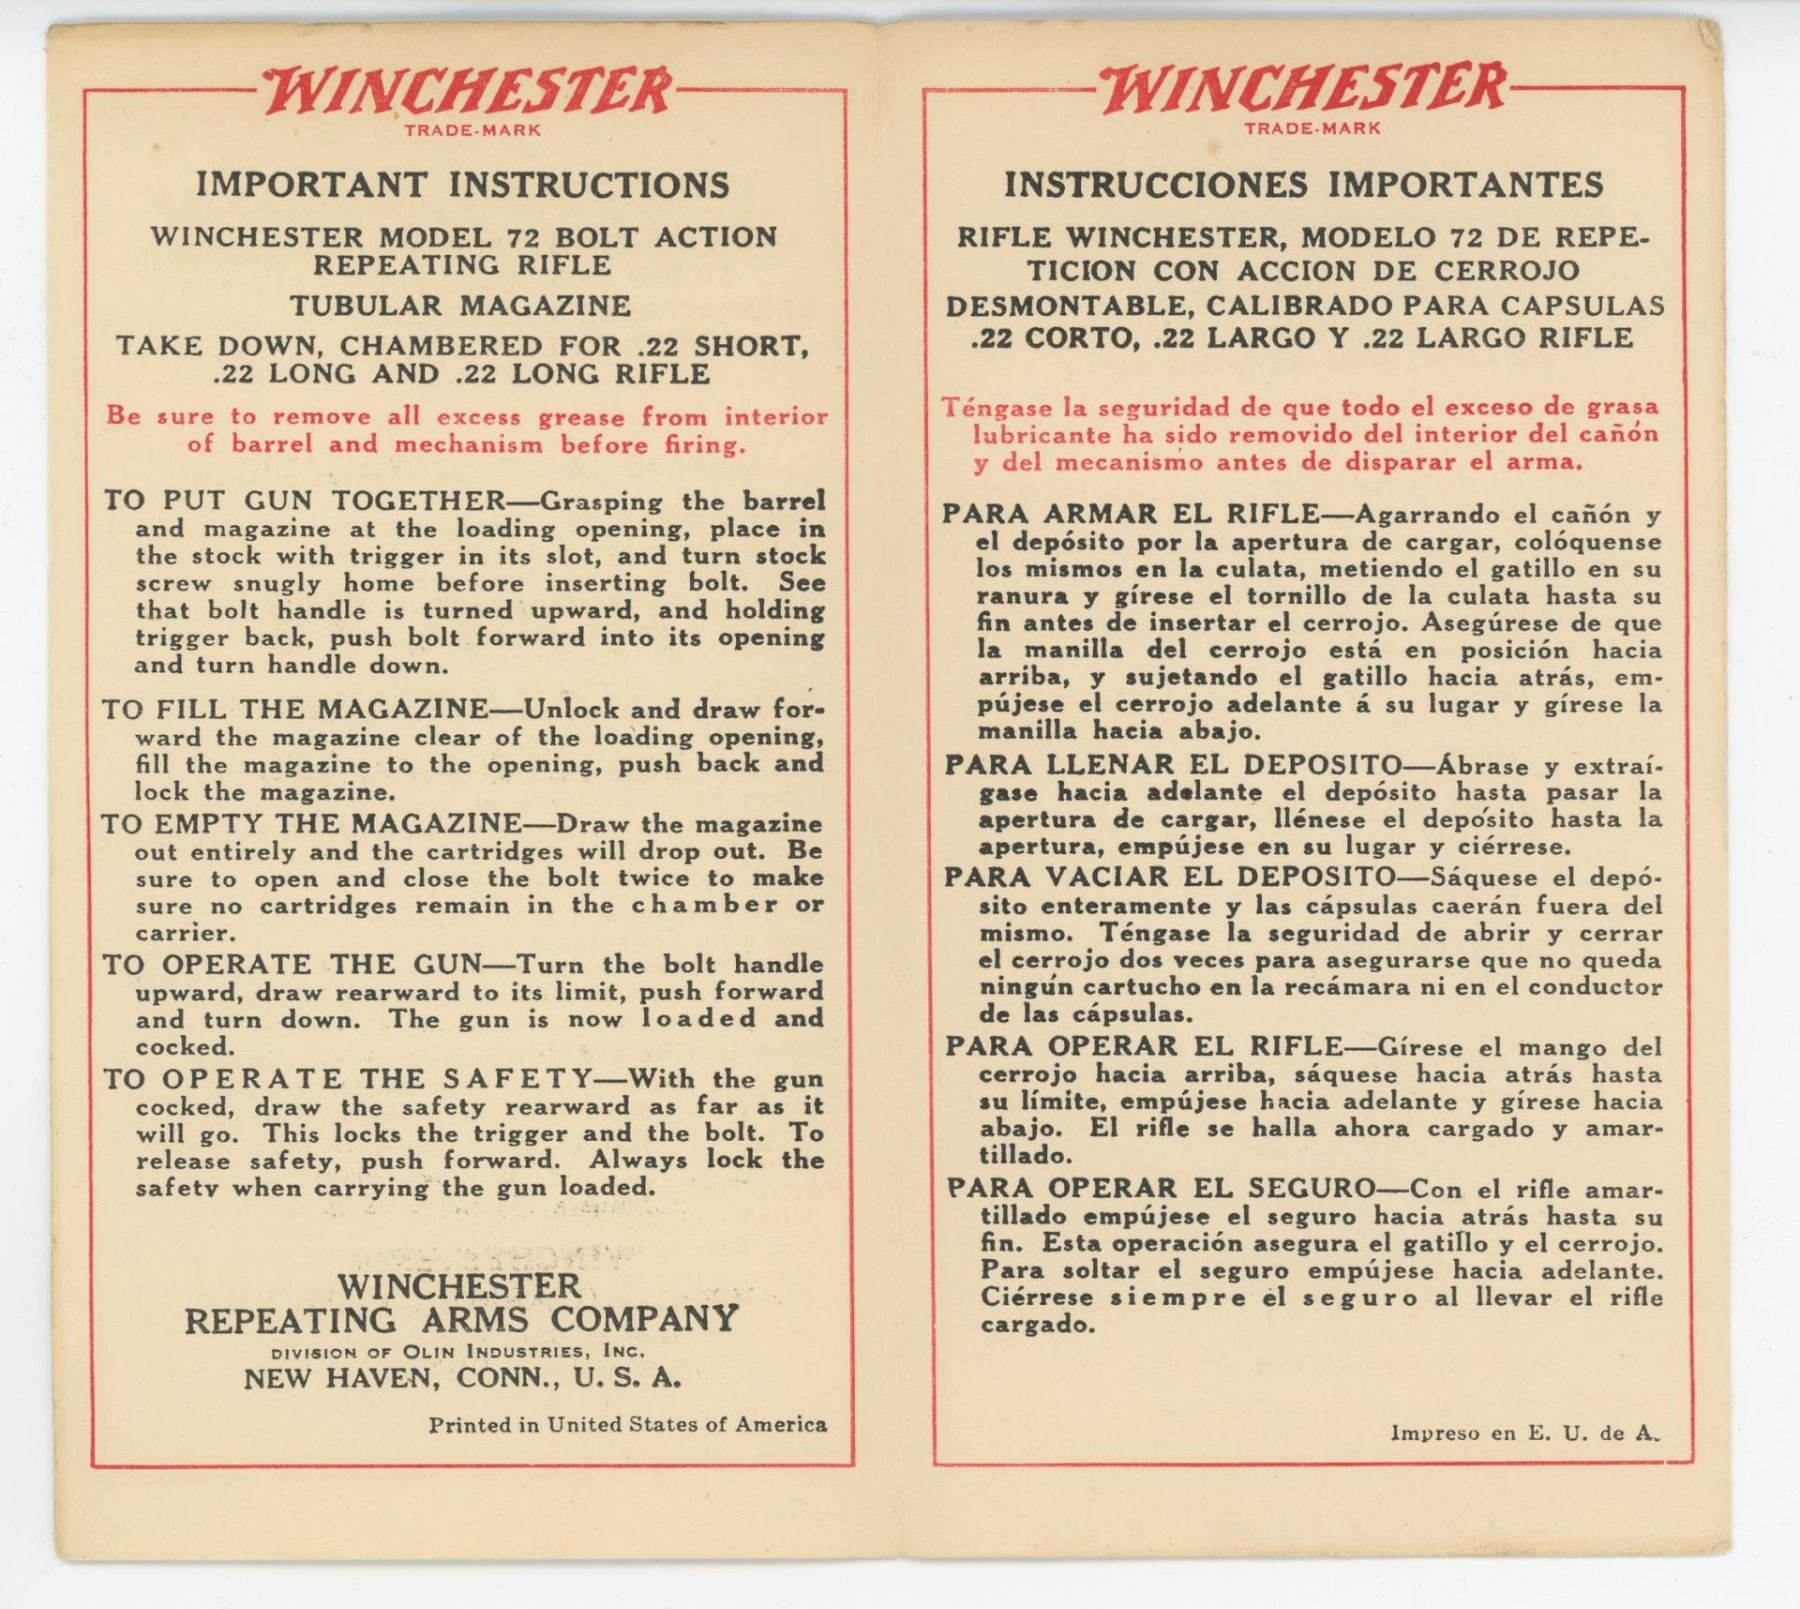 WINCHESTER
TRADE-MARK
IMPORTANT INSTRUCTIONS
WINCHESTER MODEL 72 BOLT ACTION
REPEATING RIFLE
TUBULAR MAGAZINE
TAKE DOWN, CHAMBERED FOR .22 SHORT,
.22 LONG AND .22 LONG RIFLE
Be sure to remove all excess grease from interior
of barrel and mechanism before firing.
TO PUT GUN TOGETHER—Grasping the barrel
and magazine at the loading opening, place in
the stock with trigger in its slot, and turn stock
screw snugly home before inserting bolt. See
that bolt handle is turned upward, and holding
trigger back, push bolt forward into its opening
and turn handle down.
TO FILL THE MAGAZINE—Unlock and draw for-
ward the magazine clear of the loading opening,
fill the magazine to the opening, push back and
lock the magazine.
TO EMPTY THE MAGAZINE—Draw the magazine
out entirely and the cartridges will drop out. Be
sure to open and close the bolt twice to make
sure no cartridges remain in the chamber or
carrier.
TO OPERATE THE GUN—Turn the bolt handle
upward, draw rearward to its limit, push forward
and turn down. The gun is now loaded and
cocked.
TO OPERATE THE SAFETY—With the gun
cocked, draw the safety rearward as far as it
will go. This locks the trigger and the bolt. To
release safety, push forward. Always lock the
safety when carrying the gun loaded.
WINCHESTER
REPEATING ARMS COMPANY
DIVISION OF OLIN INDUSTRIES, INC.
NEW HAVEN, CONN., U. S. A.
Printed in United States of America
WINCHESTER
TRADE-MARK
INSTRUCCIONES IMPORTANTES
RIFLE WINCHESTER, MODELO 72 DE REPE-
TICION CON ACCION DE CERROJO
DESMONTABLE, CALIBRADO PARA CAPSULAS
.22 CORTO, .22 LARGO Y .22 LARGO RIFLE
Téngase la seguridad de que todo el exceso de grasa
lubricante ha sido removido del interior del cañón
y del mecanismo antes de disparar el arma.
PARA ARMAR EL RIFLE—Agarrando el cañón y
el depósito por la apertura de cargar, colóquense
los mismos en la culata, metiendo el gatillo en su
ranura y gírese el tornillo de la culata hasta su
fin antes de insertar el cerrojo. Asegúrese de que
la manilla del cerrojo está en posición hacia
arriba, y sujetando el gatillo hacia atrás, em-
pújese el cerrojo adelante á su lugar y gírese la
manilla hacia abajo.
PARA LLENAR EL DEPOSITO—Ábrase y extraí-
gase hacia adelante el depósito hasta pasar la
apertura de cargar, llénese el depósito hasta la
apertura, empújese en su lugar y ciérrese.
PARA VACIAR EL DEPOSITO—Sáquese el depó-
sito enteramente y las cápsulas caerán fuera del
mismo. Téngase la seguridad de abrir y cerrar
el cerrojo dos veces para asegurarse que no queda
ningún cartucho en la recámara ni en el conductor
de las cápsulas.
PARA OPERAR EL RIFLE—Gírese el mango del
cerrojo hacia arriba, sáquese hacia atrás hasta
su límite, empújese hacia adelante y gírese hacia
abajo. El rifle se halla ahora cargado y amar-
tillado.
PARA OPERAR EL SEGURO—Con el rifle amar-
tillado empújese el seguro hacia atrás hasta su
fin. Esta operación asegura el gatillo y el cerrojo.
Para soltar el seguro empújese hacia adelante.
Ciérrese siempre el seguro al llevar el rifle
cargado.
Impreso en E. U. de A.